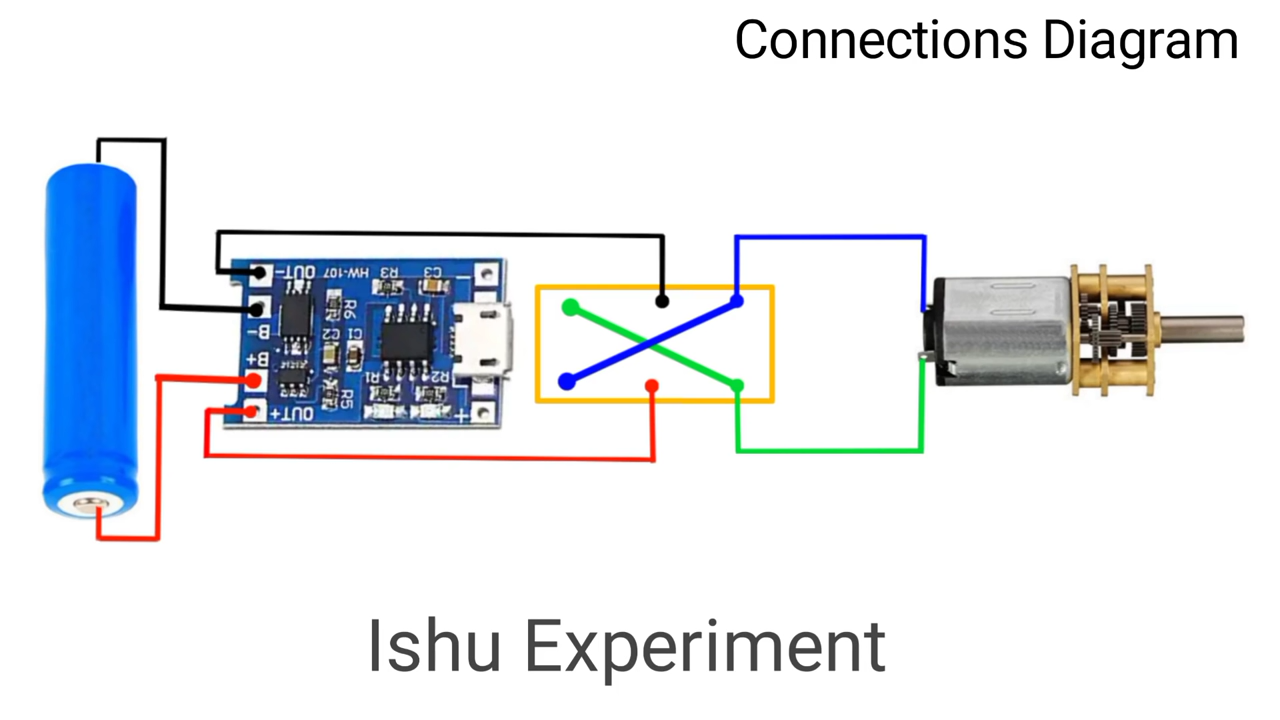 Connections Diagram
OUT- HW-107 R3 C3 -
R6
B-
C2 C1
B+
R1 R2
R5
OUT+ +
Ishu Experiment